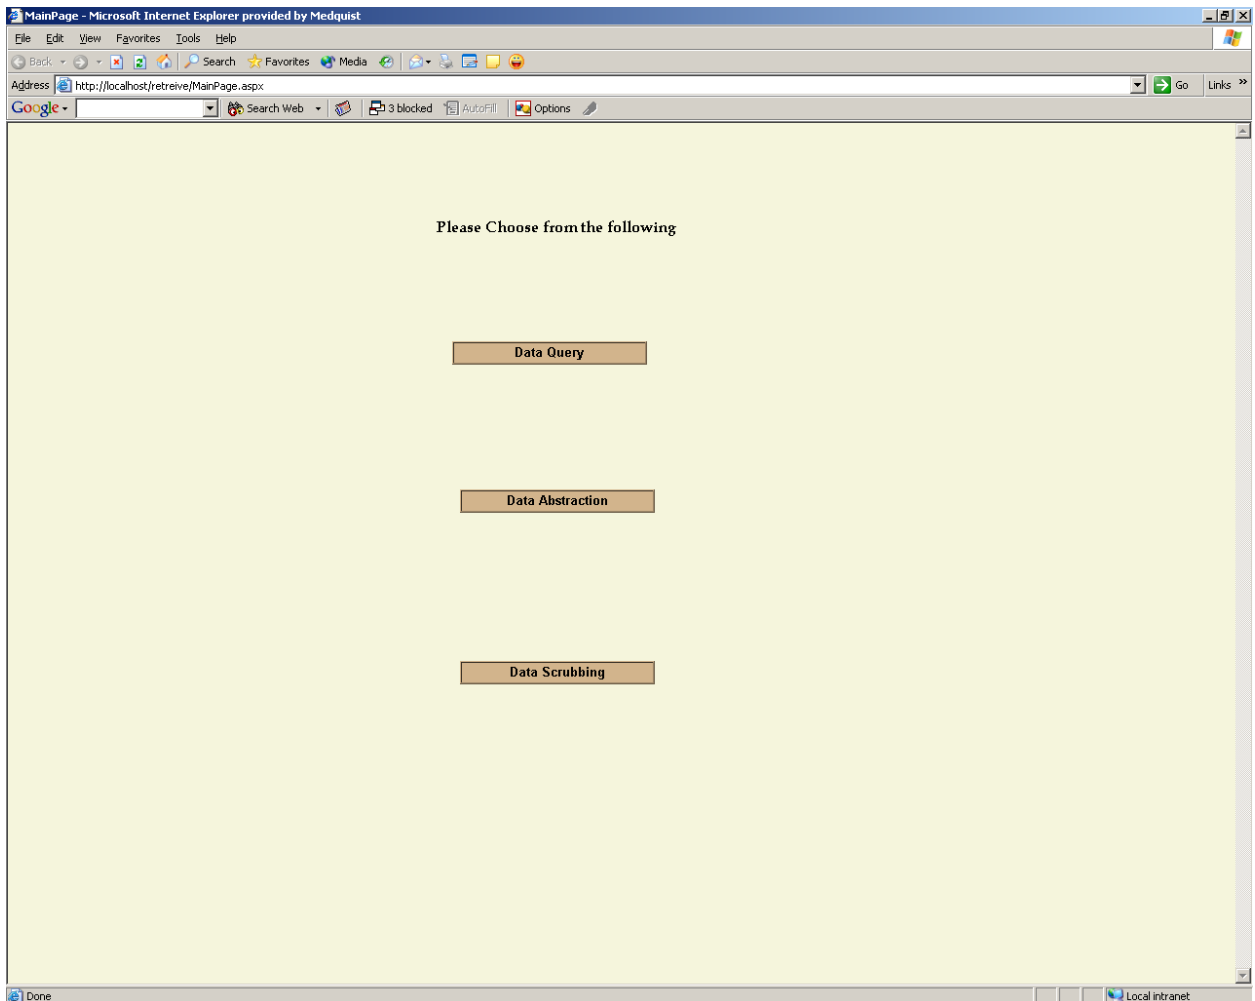 MainPage - Microsoft Internet Explorer provided by Medquist
File Edit View Favorites Tools Help
Back Search Favorites Media
Address http://localhost/retreive/MainPage.aspx Go Links »
Google Search Web 3 blocked AutoFill Options
Please Choose from the following
Data Query
Data Abstraction
Data Scrubbing
Done Local intranet